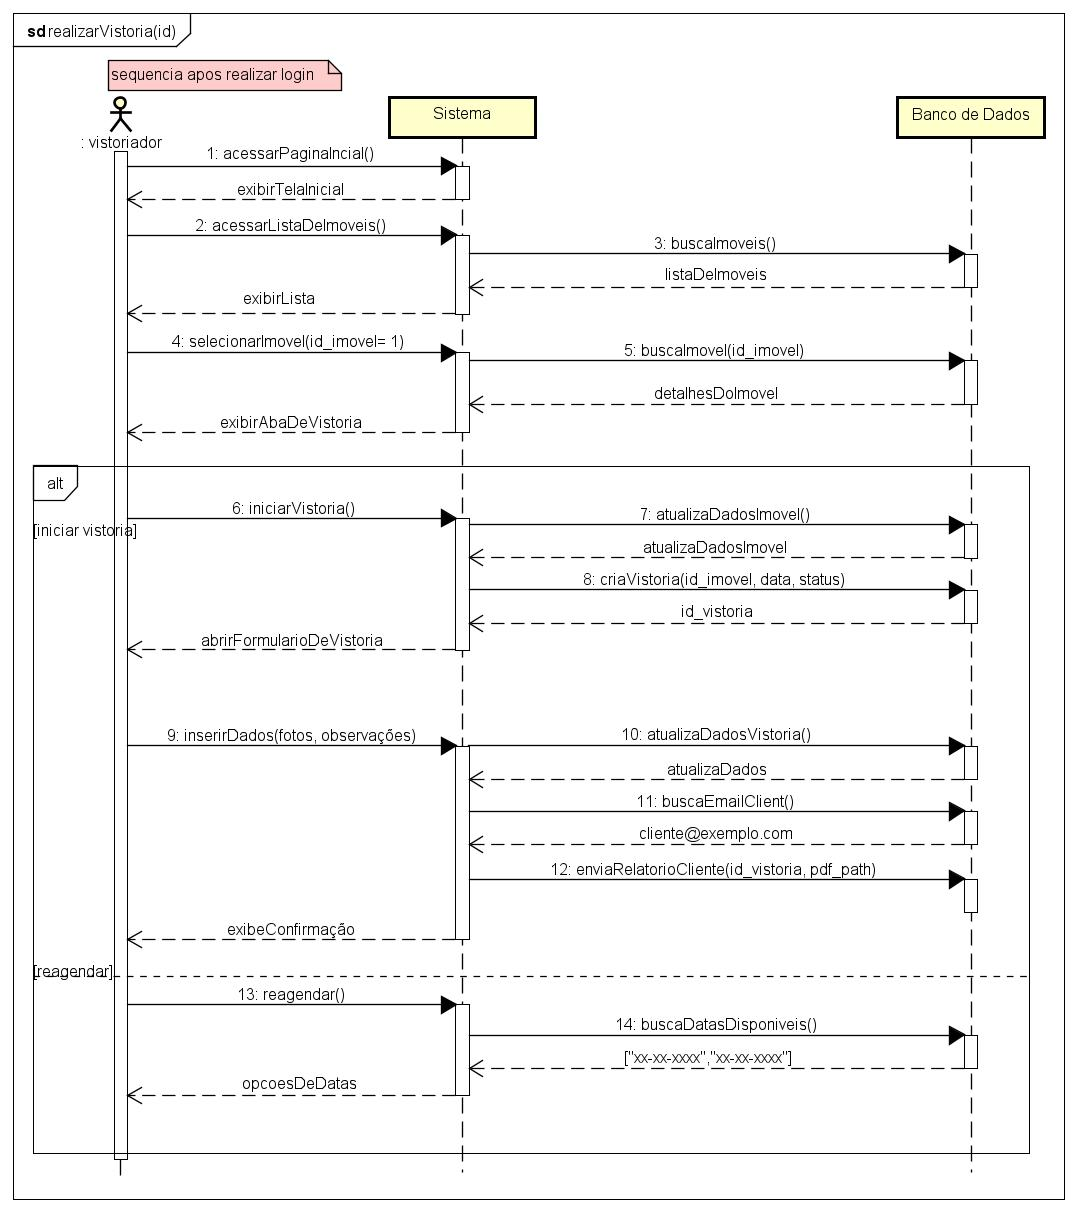 sd realizarVistoria(id)
sequencia apos realizar login
: vistoriador
Sistema
Banco de Dados
1: acessarPaginaIncial()
exibirTelaInicial
2: acessarListaDeImoveis()
3: buscaImoveis()
listaDeImoveis
exibirLista
4: selecionarImovel(id_imovel= 1)
5: buscaImovel(id_imovel)
detalhesDoImovel
exibirAbaDeVistoria
alt
[iniciar vistoria]
6: iniciarVistoria()
7: atualizaDadosImovel()
atualizaDadosImovel
8: criaVistoria(id_imovel, data, status)
id_vistoria
abrirFormularioDeVistoria
9: inserirDados(fotos, observações)
10: atualizaDadosVistoria()
atualizaDados
11: buscaEmailClient()
cliente@exemplo.com
12: enviaRelatorioCliente(id_vistoria, pdf_path)
exibeConfirmação
[reagendar]
13: reagendar()
14: buscaDatasDisponiveis()
["xx-xx-xxxx","xx-xx-xxxx"]
opcoesDeDatas